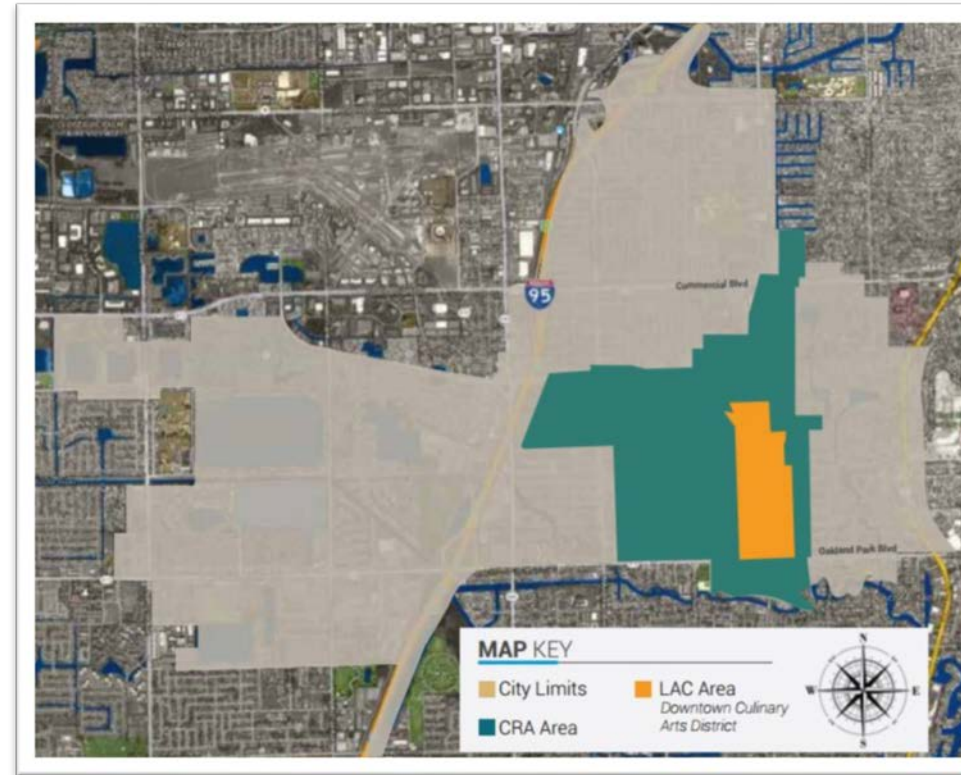 Commercial Blvd
95
Oakland Park Blvd
MAP KEY
City Limits
CRA Area
LAC Area
Downtown Culinary
Arts District
N
W
E
S